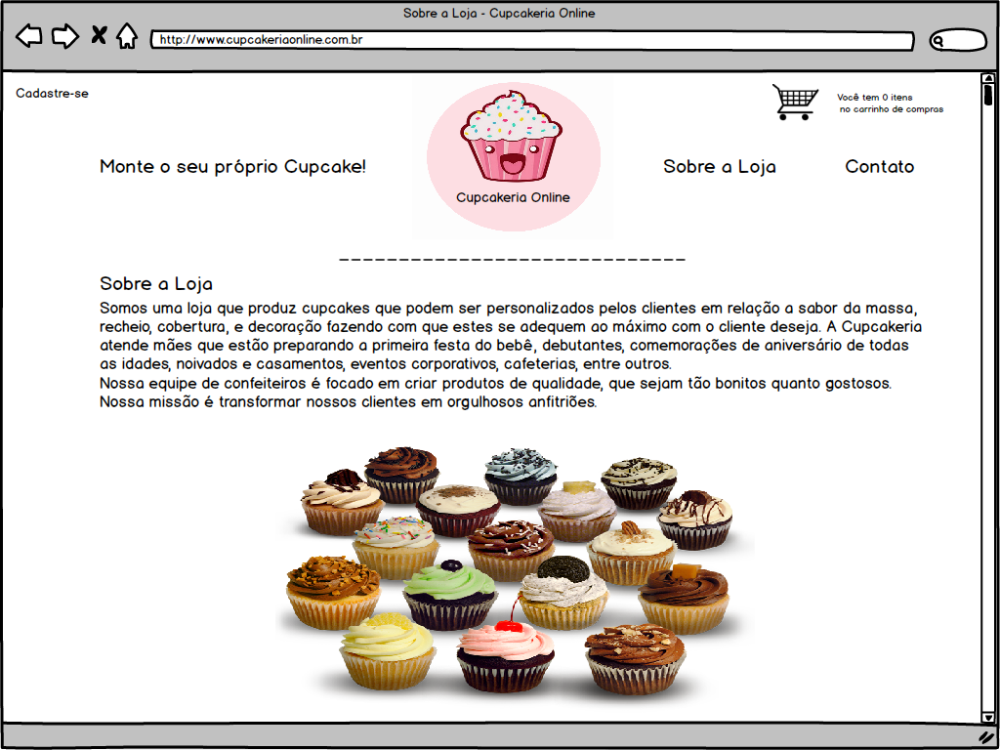 Sobre a Loja - Cupcakeria Online
http://www.cupcakeriaonline.com.br
Cadastre-se
Você tem 0 itens
no carrinho de compras
Monte o seu próprio Cupcake!
Cupcakeria Online
Sobre a Loja
Contato
Sobre a Loja
Somos uma loja que produz cupcakes que podem ser personalizados pelos clientes em relação a sabor da massa,
recheio, cobertura, e decoração fazendo com que estes se adequem ao máximo com o cliente deseja. A Cupcakeria
atende mães que estão preparando a primeira festa do bebê, debutantes, comemorações de aniversário de todas
as idades, noivados e casamentos, eventos corporativos, cafeterias, entre outros.
Nossa equipe de confeiteiros é focado em criar produtos de qualidade, que sejam tão bonitos quanto gostosos.
Nossa missão é transformar nossos clientes em orgulhosos anfitriões.